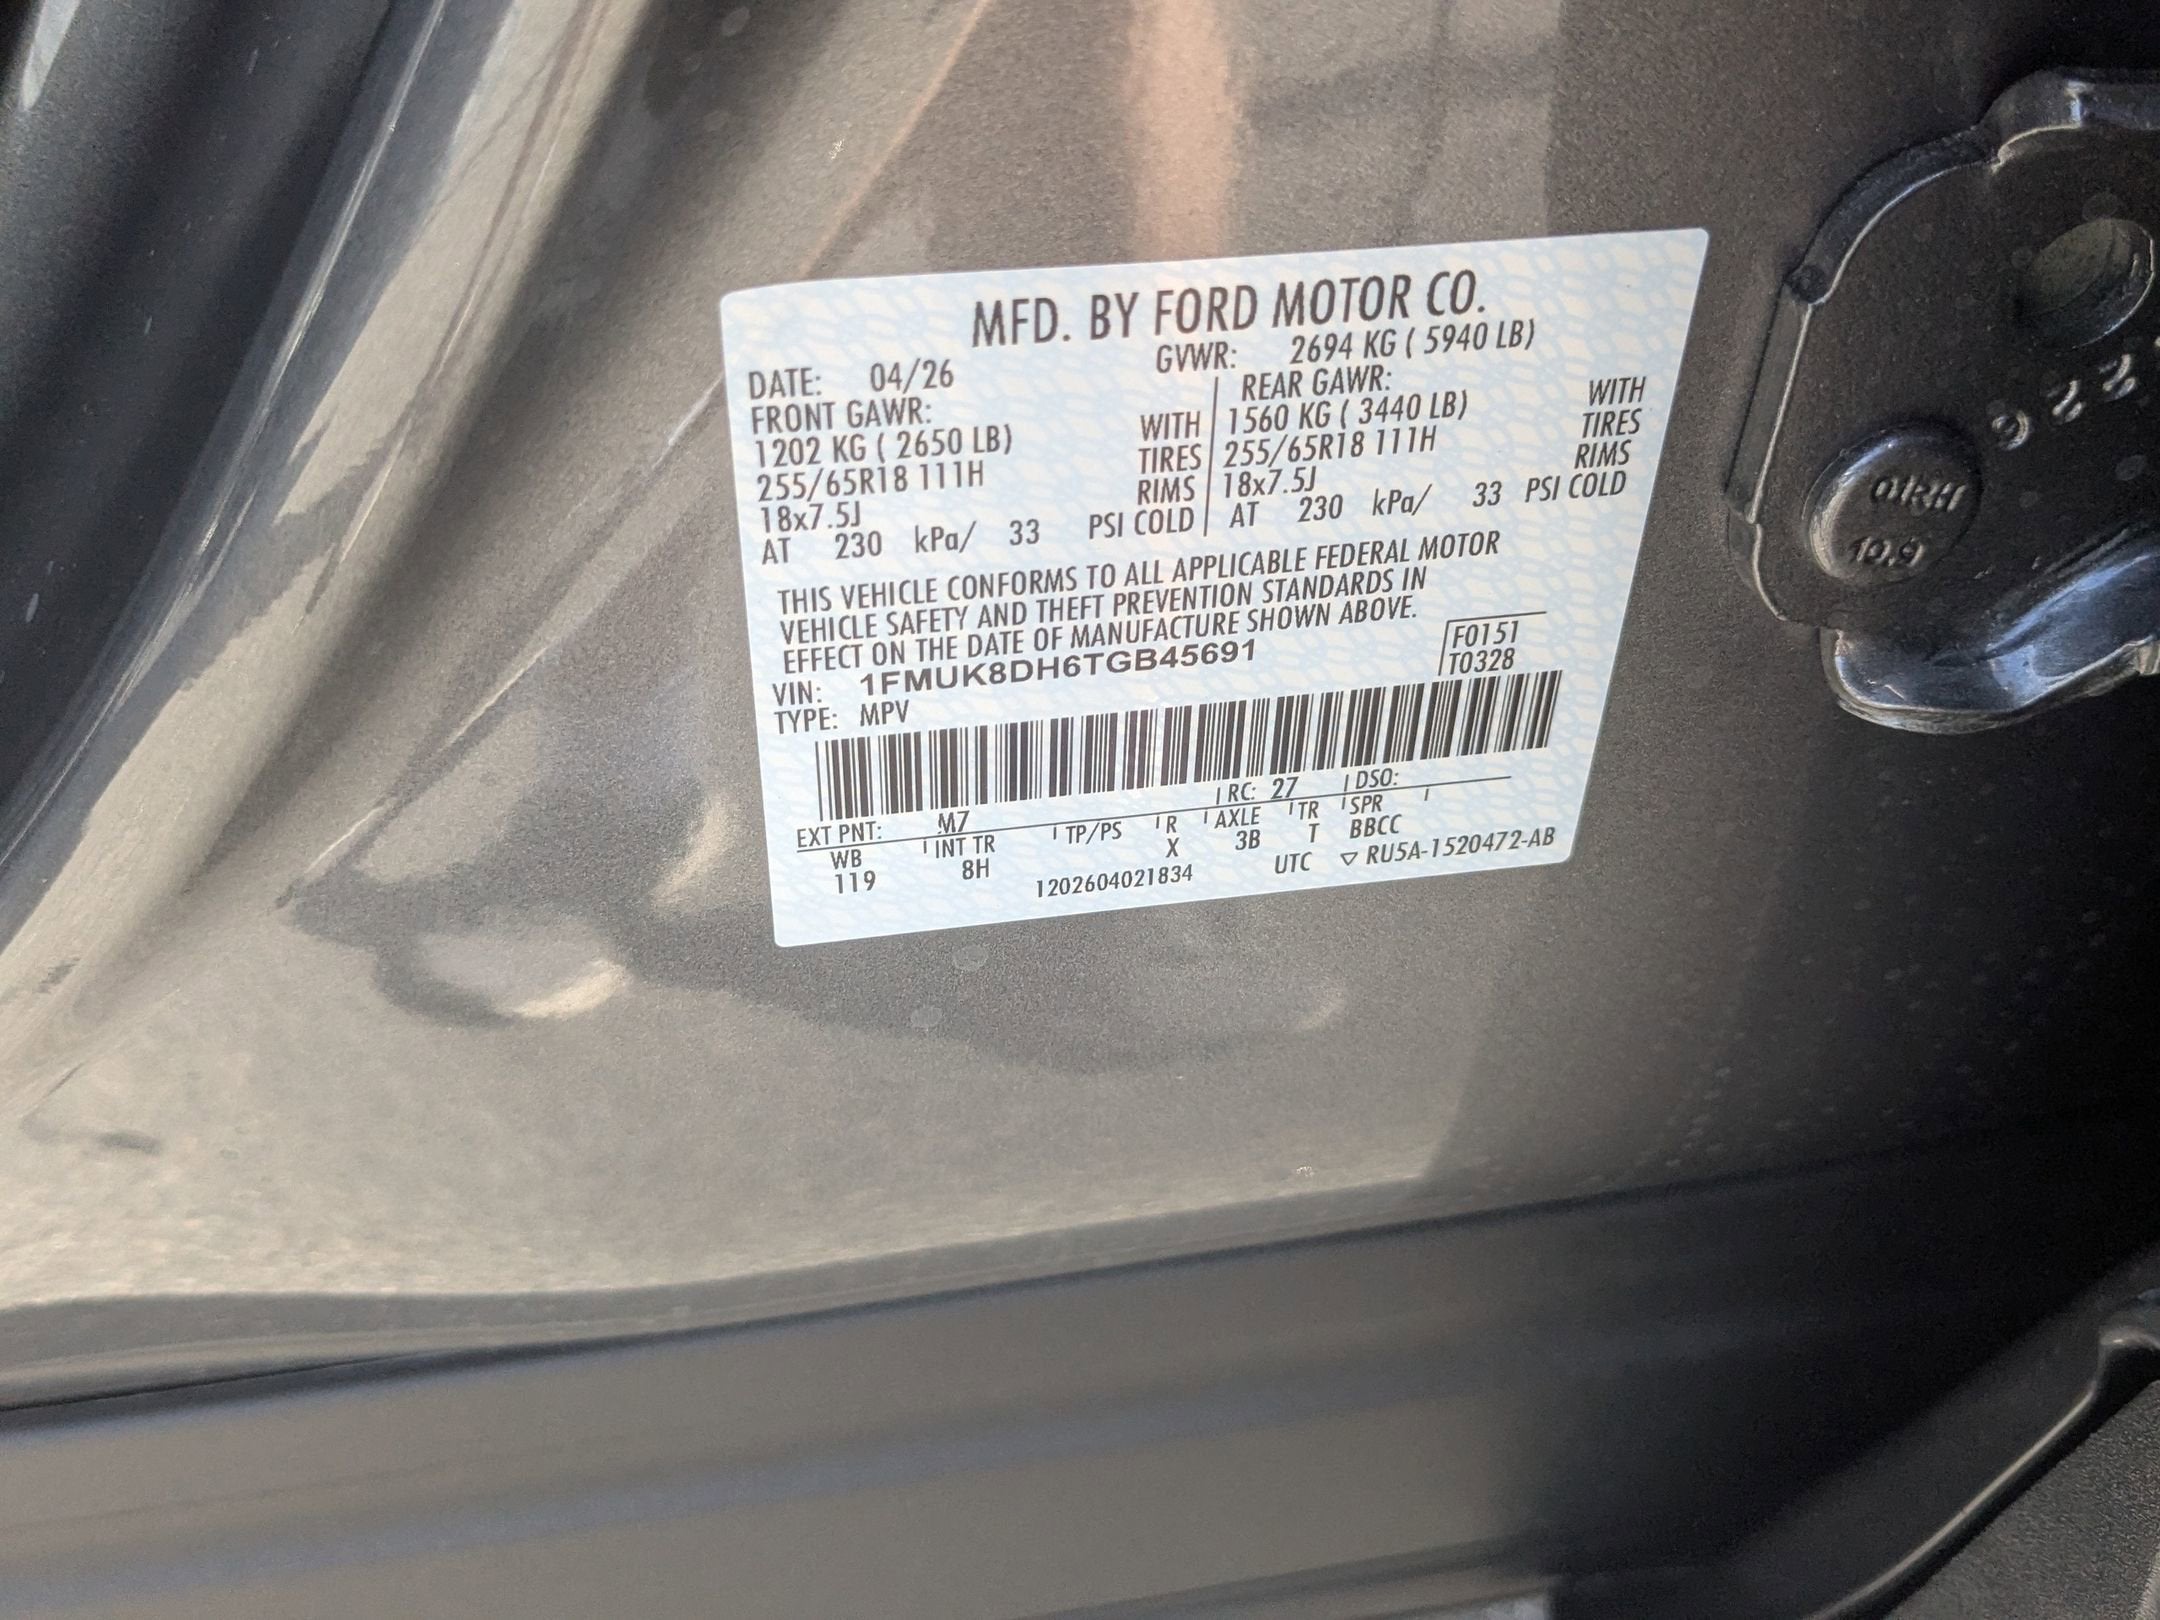 MFD. BY FORD MOTOR CO.
DATE: 04/26 GVWR: 2694 KG ( 5940 LB)
FRONT GAWR: REAR GAWR:
1202 KG ( 2650 LB) WITH 1560 KG ( 3440 LB) WITH
255/65R18 111H TIRES 255/65R18 111H TIRES
18x7.5J RIMS 18x7.5J RIMS
AT 230 kPa/ 33 PSI COLD AT 230 kPa/ 33 PSI COLD
THIS VEHICLE CONFORMS TO ALL APPLICABLE FEDERAL MOTOR
VEHICLE SAFETY AND THEFT PREVENTION STANDARDS IN
EFFECT ON THE DATE OF MANUFACTURE SHOWN ABOVE.
F0151
VIN: 1FMUK8DH6TGB45691 T0328
TYPE: MPV
EXT PNT: M7 RC: 27 DSO:
WB INT TR TP/PS R AXLE TR SPR
119 8H X 3B T BBCC
1202604021834 UTC ▽ RU5A-1520472-AB
10.9